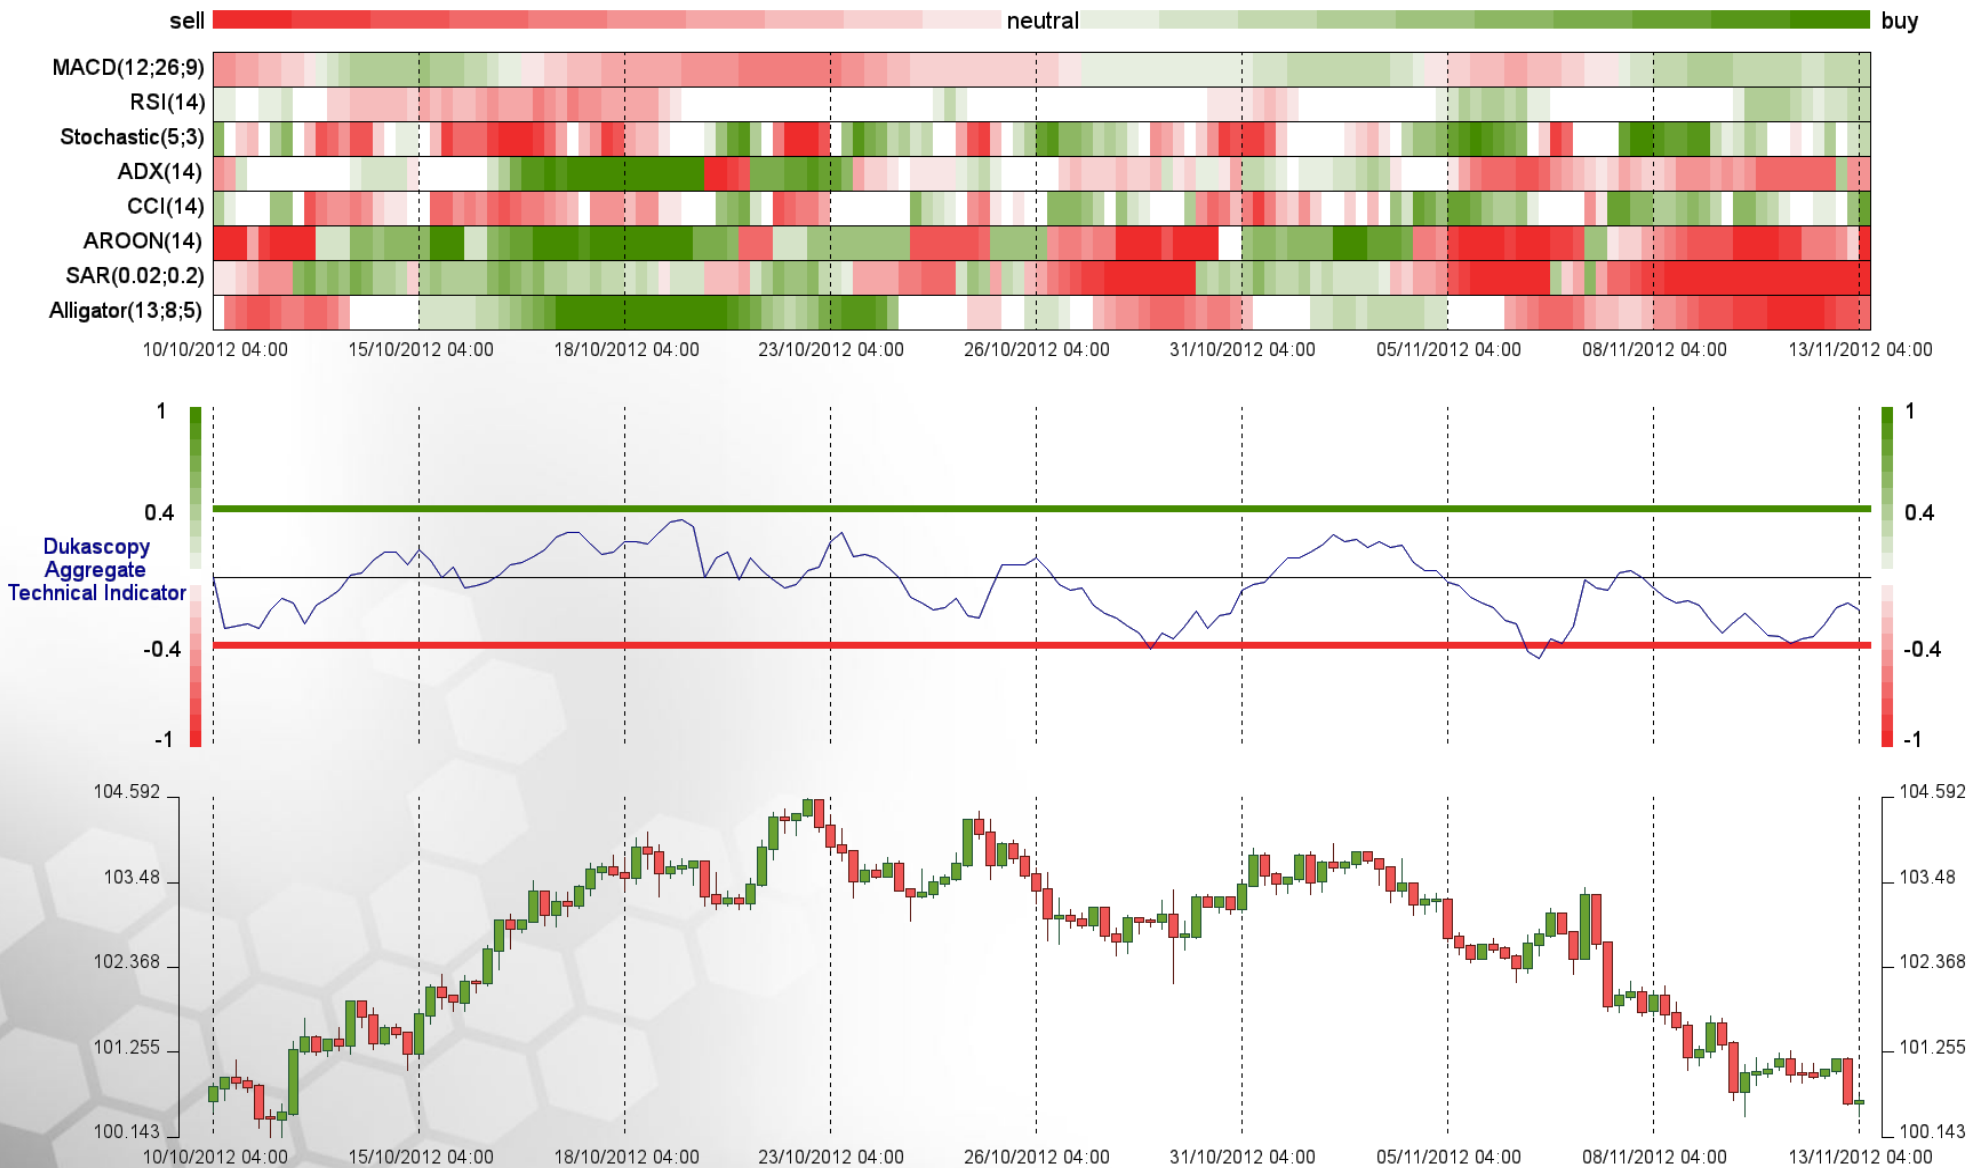 sell neutral buy
MACD(12;26;9)
RSI(14)
Stochastic(5;3)
ADX(14)
CCI(14)
AROON(14)
SAR(0.02;0.2)
Alligator(13;8;5)
10/10/2012 04:00 15/10/2012 04:00 18/10/2012 04:00 23/10/2012 04:00 26/10/2012 04:00 31/10/2012 04:00 05/11/2012 04:00 08/11/2012 04:00 13/11/2012 04:00
1 1
0.4 0.4
Dukascopy
Aggregate
Technical Indicator
-0.4 -0.4
-1 -1
104.592 104.592
103.48 103.48
102.368 102.368
101.255 101.255
100.143 100.143
10/10/2012 04:00 15/10/2012 04:00 18/10/2012 04:00 23/10/2012 04:00 26/10/2012 04:00 31/10/2012 04:00 05/11/2012 04:00 08/11/2012 04:00 13/11/2012 04:00